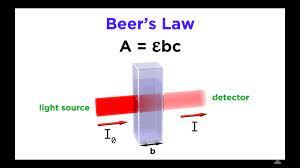 Beer's Law
A = εbc
light source
detector
I₀
I
b